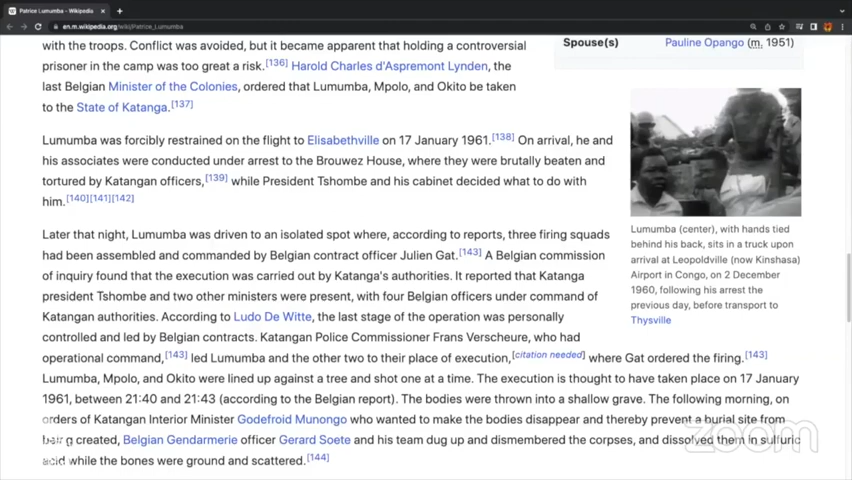 Patrice Lumumba - Wikipedia
en.m.wikipedia.org/wiki/Patrice_Lumumba
with the troops. Conflict was avoided, but it became apparent that holding a controversial
prisoner in the camp was too great a risk.[136] Harold Charles d'Aspremont Lynden, the
last Belgian Minister of the Colonies, ordered that Lumumba, Mpolo, and Okito be taken
to the State of Katanga.[137]
Lumumba was forcibly restrained on the flight to Elisabethville on 17 January 1961.[138] On arrival, he and
his associates were conducted under arrest to the Brouwez House, where they were brutally beaten and
tortured by Katangan officers,[139] while President Tshombe and his cabinet decided what to do with
him.[140][141][142]
Later that night, Lumumba was driven to an isolated spot where, according to reports, three firing squads
had been assembled and commanded by Belgian contract officer Julien Gat.[143] A Belgian commission
of inquiry found that the execution was carried out by Katanga's authorities. It reported that Katanga
president Tshombe and two other ministers were present, with four Belgian officers under command of
Katangan authorities. According to Ludo De Witte, the last stage of the operation was personally
controlled and led by Belgian contracts. Katangan Police Commissioner Frans Verscheure, who had
operational command,[143] led Lumumba and the other two to their place of execution,[citation needed] where Gat ordered the firing.[143]
Lumumba, Mpolo, and Okito were lined up against a tree and shot one at a time. The execution is thought to have taken place on 17 January
1961, between 21:40 and 21:43 (according to the Belgian report). The bodies were thrown into a shallow grave. The following morning, on
orders of Katangan Interior Minister Godefroid Munongo who wanted to make the bodies disappear and thereby prevent a burial site from
being created, Belgian Gendarmerie officer Gerard Soete and his team dug up and dismembered the corpses, and dissolved them in sulfuric
acid while the bones were ground and scattered.[144]
Spouse(s) Pauline Opango (m. 1951)
Lumumba (center), with hands tied
behind his back, sits in a truck upon
arrival at Leopoldville (now Kinshasa)
Airport in Congo, on 2 December
1960, following his arrest the
previous day, before transport to
Thysville
zoom